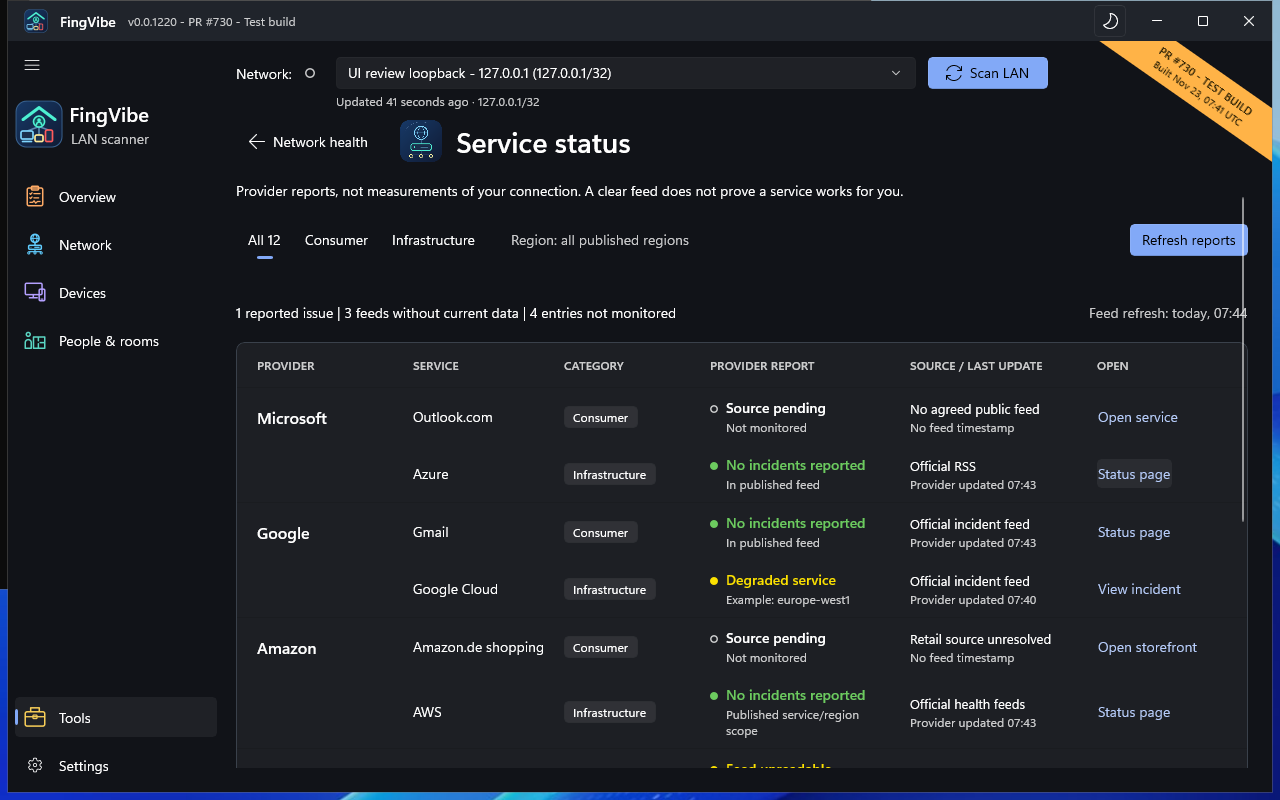 FingVibe v0.0.1220 - PR #730 - Test build
PR #730 - TEST BUILD
Built Nov 23, 07:41 UTC
Network: UI review loopback - 127.0.0.1 (127.0.0.1/32) Scan LAN
Updated 41 seconds ago · 127.0.0.1/32
FingVibe
LAN scanner
Network health
Service status
Overview
Network
Devices
People & rooms
Tools
Settings
Provider reports, not measurements of your connection. A clear feed does not prove a service works for you.
All 12 Consumer Infrastructure Region: all published regions Refresh reports
1 reported issue | 3 feeds without current data | 4 entries not monitored Feed refresh: today, 07:44
PROVIDER SERVICE CATEGORY PROVIDER REPORT SOURCE / LAST UPDATE OPEN
Microsoft Outlook.com Consumer Source pending No agreed public feed Open service
Not monitored No feed timestamp
Azure Infrastructure No incidents reported Official RSS Status page
In published feed Provider updated 07:43
Google Gmail Consumer No incidents reported Official incident feed Status page
In published feed Provider updated 07:43
Google Cloud Infrastructure Degraded service Official incident feed View incident
Example: europe-west1 Provider updated 07:40
Amazon Amazon.de shopping Consumer Source pending Retail source unresolved Open storefront
Not monitored No feed timestamp
AWS Infrastructure No incidents reported Official health feeds Status page
Published service/region Provider updated 07:43
scope